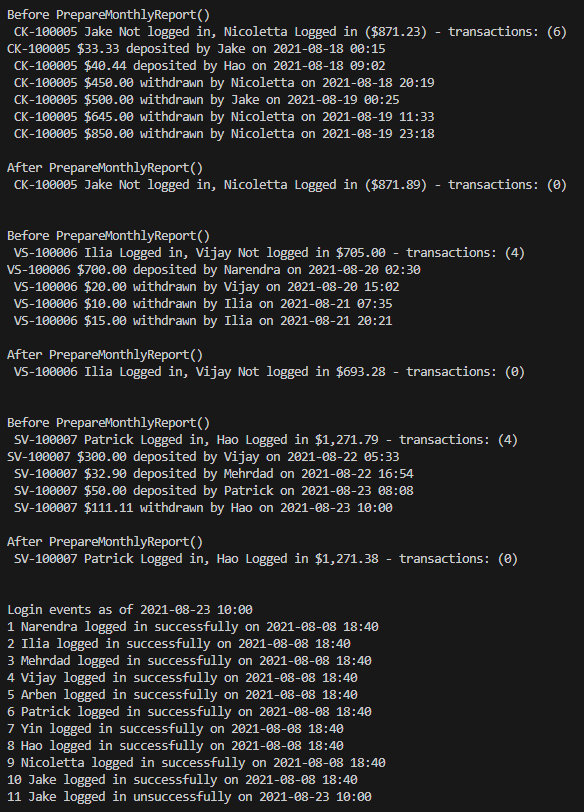 Before PrepareMonthlyReport()
CK-100005 Jake Not logged in, Nicoletta Logged in ($871.23) - transactions: (6)
CK-100005 $33.33 deposited by Jake on 2021-08-18 00:15
CK-100005 $40.44 deposited by Hao on 2021-08-18 09:02
CK-100005 $450.00 withdrawn by Nicoletta on 2021-08-18 20:19
CK-100005 $500.00 withdrawn by Jake on 2021-08-19 00:25
CK-100005 $645.00 withdrawn by Nicoletta on 2021-08-19 11:33
CK-100005 $850.00 withdrawn by Nicoletta on 2021-08-19 23:18
After PrepareMonthlyReport()
CK-100005 Jake Not logged in, Nicoletta Logged in ($871.89) - transactions: (0)
Before PrepareMonthlyReport()
VS-100006 Ilia Logged in, Vijay Not logged in $705.00 - transactions: (4)
VS-100006 $700.00 deposited by Narendra on 2021-08-20 02:30
VS-100006 $20.00 withdrawn by Vijay on 2021-08-20 15:02
VS-100006 $10.00 withdrawn by Ilia on 2021-08-21 07:35
VS-100006 $15.00 withdrawn by Ilia on 2021-08-21 20:21
After PrepareMonthlyReport()
VS-100006 Ilia Logged in, Vijay Not logged in $693.28 - transactions: (0)
Before PrepareMonthlyReport()
SV-100007 Patrick Logged in, Hao Logged in $1,271.79 - transactions: (4)
SV-100007 $300.00 deposited by Vijay on 2021-08-22 05:33
SV-100007 $32.90 deposited by Mehrdad on 2021-08-22 16:54
SV-100007 $50.00 deposited by Patrick on 2021-08-23 08:08
SV-100007 $111.11 withdrawn by Hao on 2021-08-23 10:00
After PrepareMonthlyReport()
SV-100007 Patrick Logged in, Hao Logged in $1,271.38 - transactions: (0)
Login events as of 2021-08-23 10:00
1 Narendra logged in successfully on 2021-08-08 18:40
2 Ilia logged in successfully on 2021-08-08 18:40
3 Mehrdad logged in successfully on 2021-08-08 18:40
4 Vijay logged in successfully on 2021-08-08 18:40
5 Arben logged in successfully on 2021-08-08 18:40
6 Patrick logged in successfully on 2021-08-08 18:40
7 Yin logged in successfully on 2021-08-08 18:40
8 Hao logged in successfully on 2021-08-08 18:40
9 Nicoletta logged in successfully on 2021-08-08 18:40
10 Jake logged in successfully on 2021-08-08 18:40
11 Jake logged in unsuccessfully on 2021-08-23 10:00